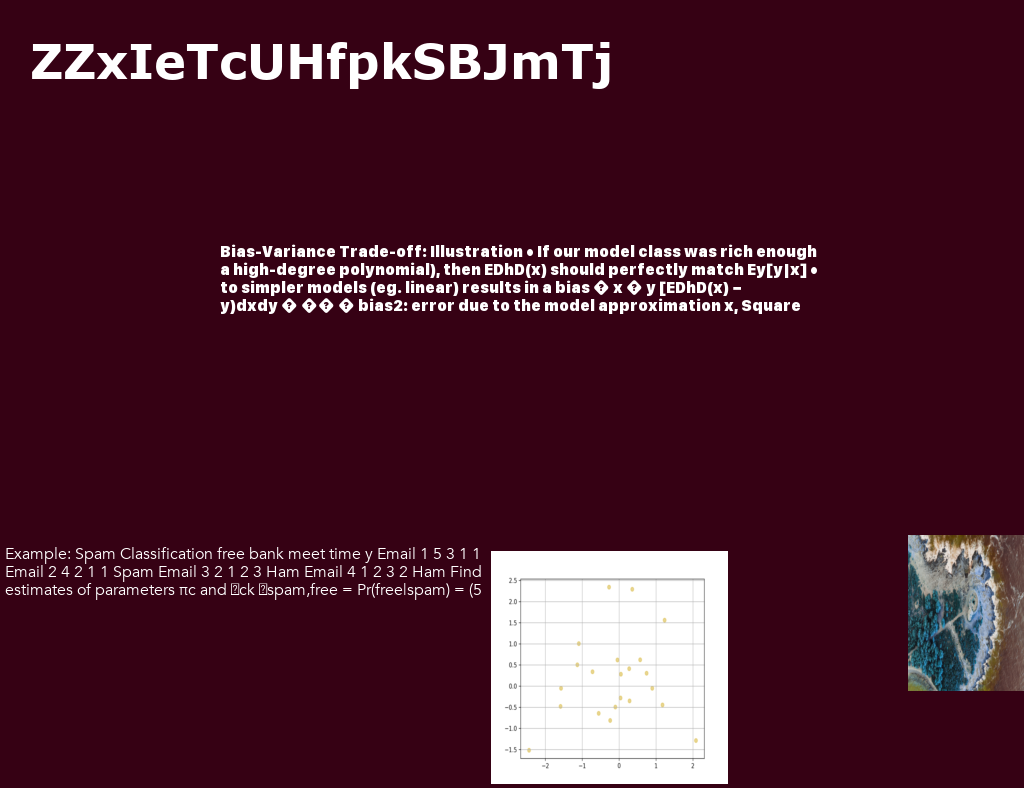 ZZxIeTcUHfpkSBJmTj
Bias-Variance Trade-off: Illustration • If our model class was rich enough
a high-degree polynomial), then EDhD(x) should perfectly match Ey[y|x] •
to simpler models (eg. linear) results in a bias � x � y [EDhD(x) −
y)dxdy � �� � bias2: error due to the model approximation x, Square
Example: Spam Classification free bank meet time y Email 1 5 3 1 1
Email 2 4 2 1 1 Spam Email 3 2 1 2 3 Ham Email 4 1 2 3 2 Ham Find
estimates of parameters πc and ck spam,free = Pr(free|spam) = (5
2.5
2.0
1.5
1.0
0.5
0.0
−0.5
−1.0
−1.5
−2 −1 0 1 2